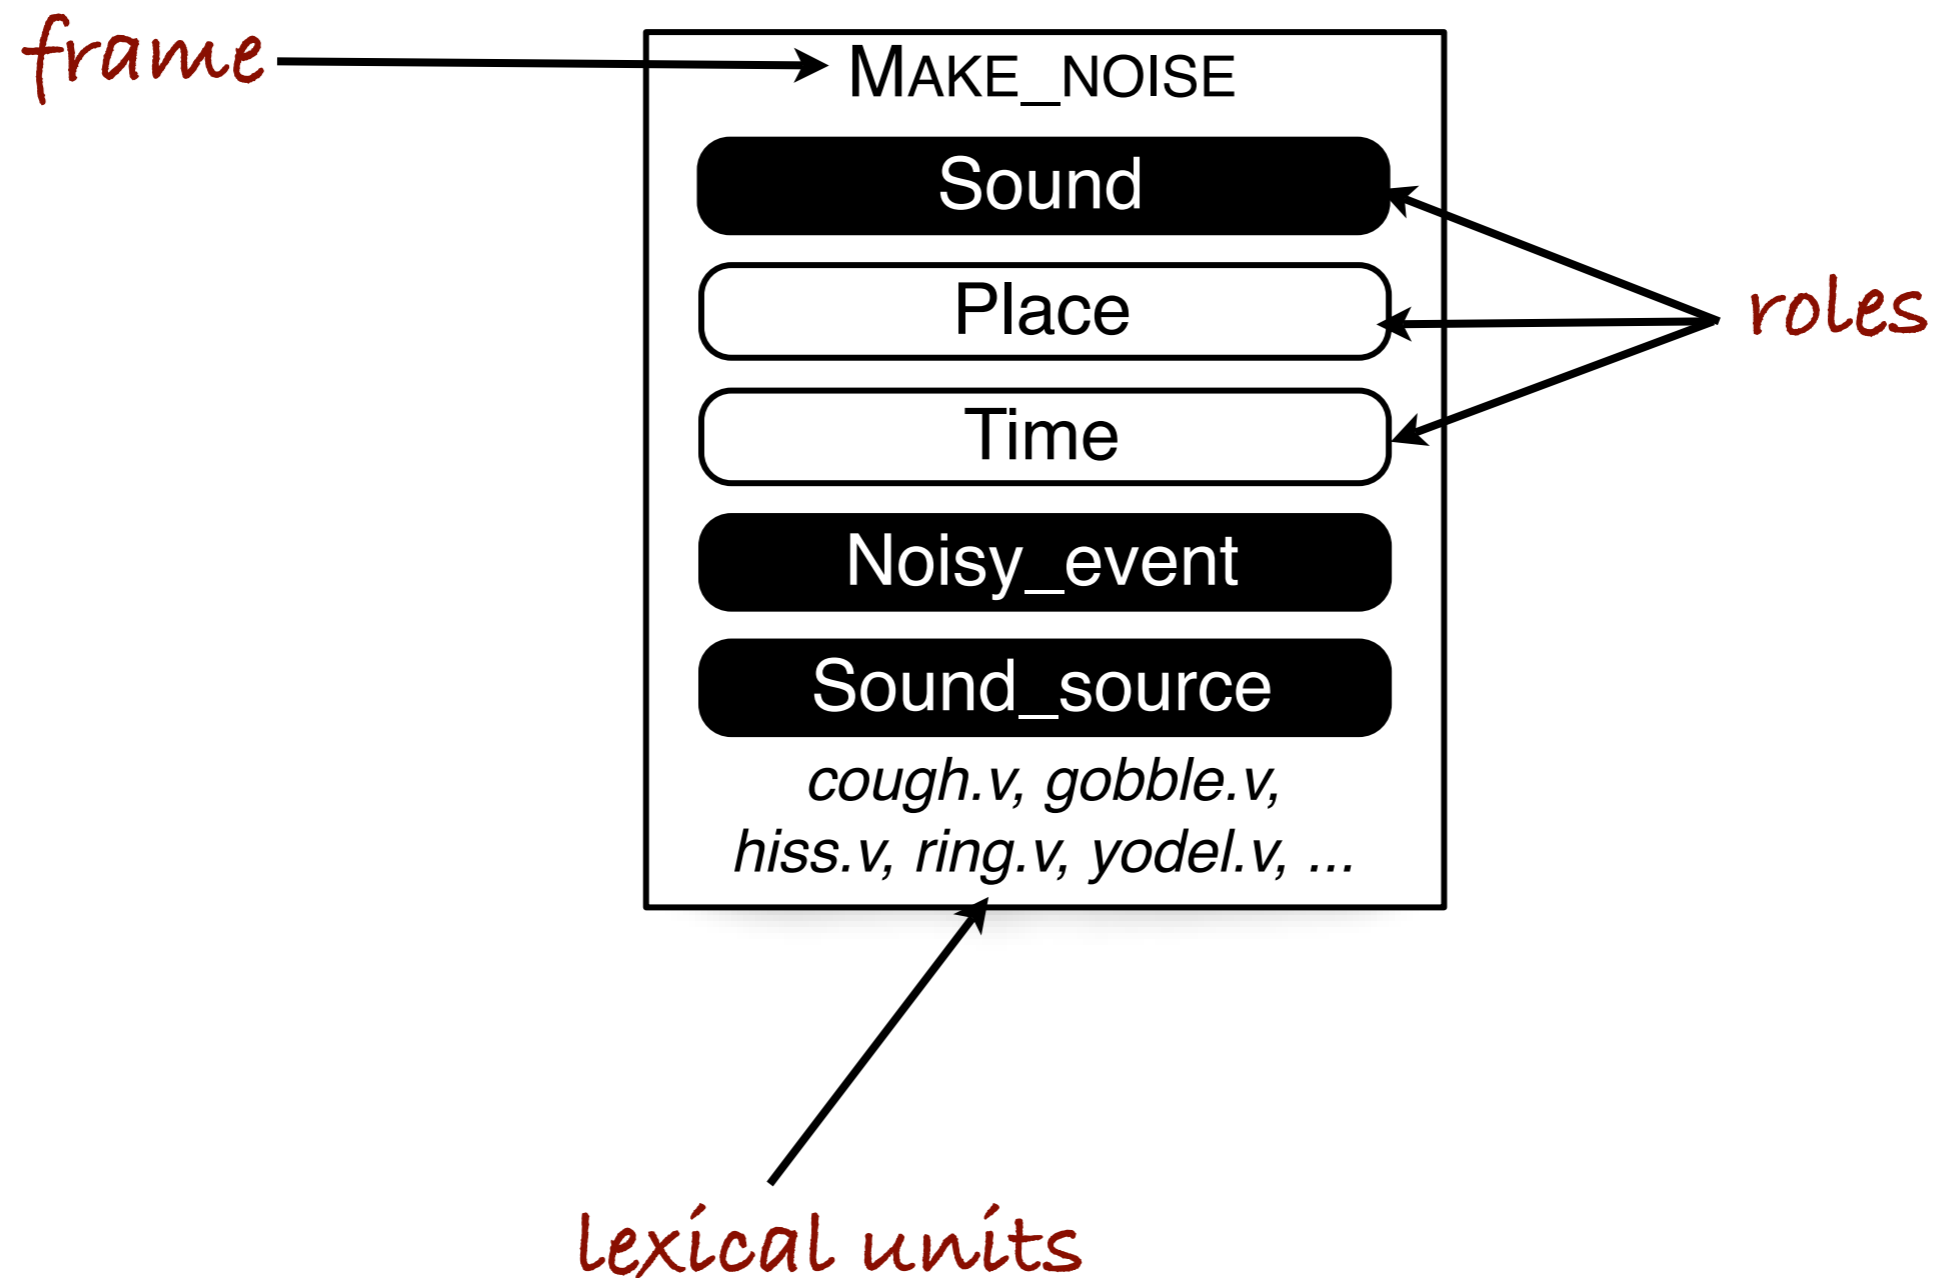 frame
MAKE_NOISE
Sound
Place
roles
Time
Noisy_event
Sound_source
cough.v, gobble.v,
hiss.v, ring.v, yodel.v, ...
lexical units